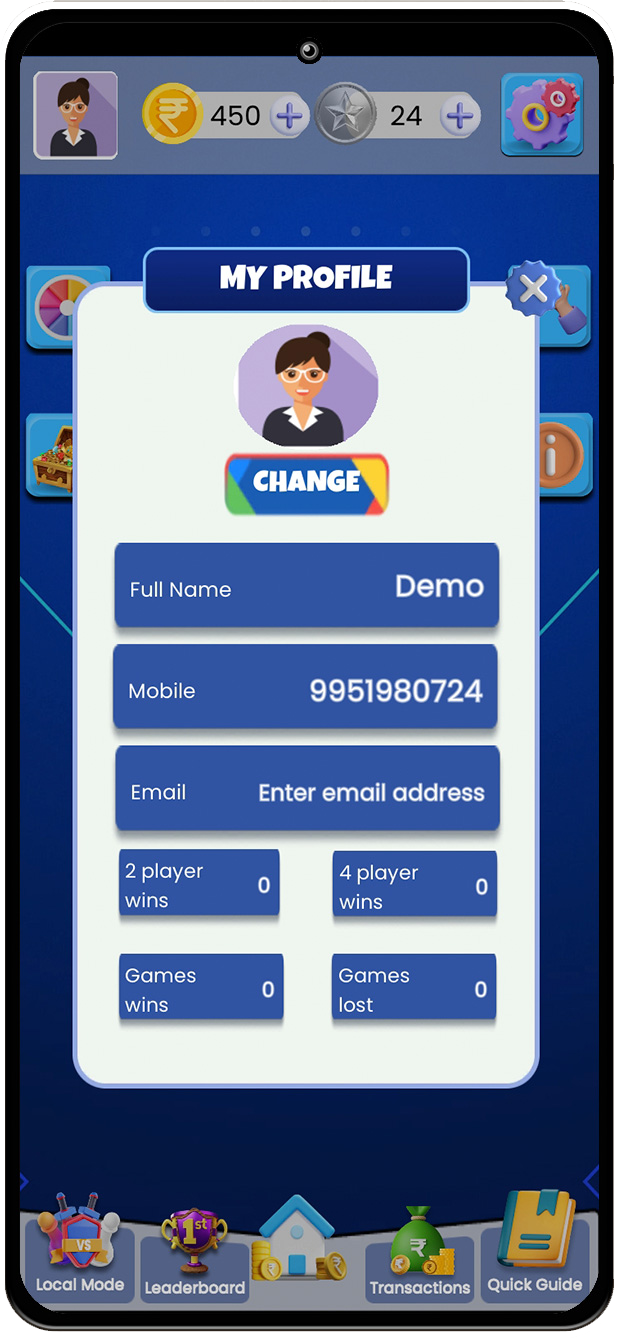 450
24
MY PROFILE
CHANGE
Full Name
Demo
Mobile
9951980724
Email
Enter email address
2 player
wins
0
4 player
wins
0
Games
wins
0
Games
lost
0
VS
1st
Local Mode
Leaderboard
Transactions
Quick Guide